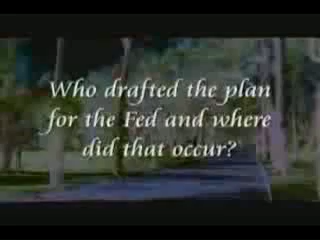 Who drafted the plan
for the Fed and where
did that occur?